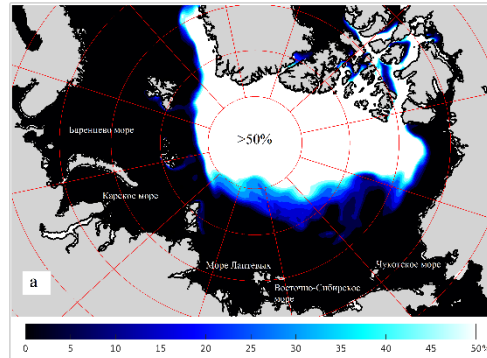 >50%
Баренцево море
Карское море
Море Лаптевых
Чукотское море
Восточно-Сибирское
море
а
0 5 10 15 20 25 30 35 40 45 50%